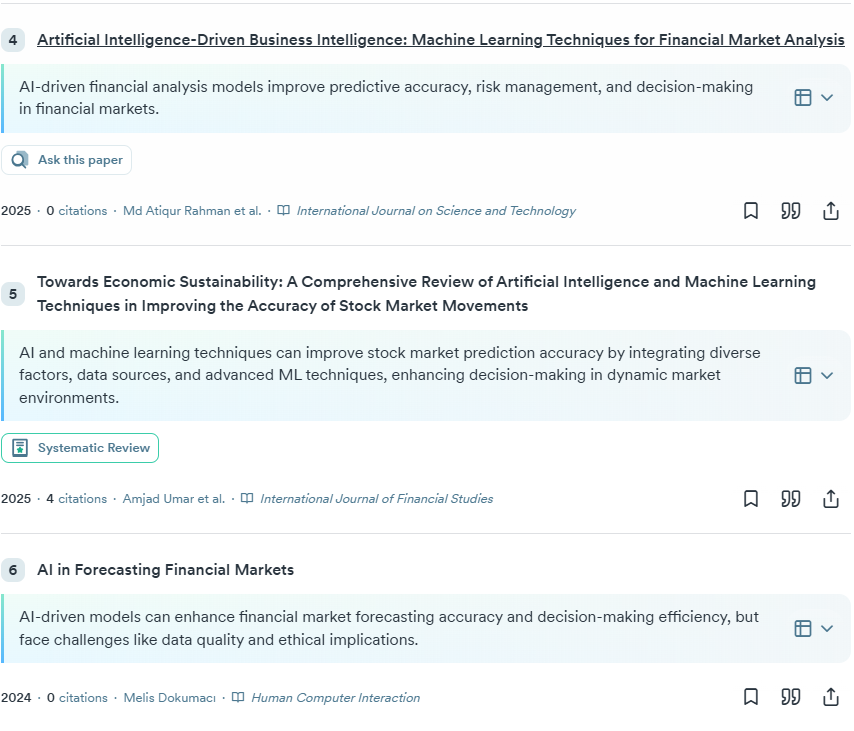 4 Artificial Intelligence-Driven Business Intelligence: Machine Learning Techniques for Financial Market Analysis
AI-driven financial analysis models improve predictive accuracy, risk management, and decision-making
in financial markets.
Ask this paper
2025 · 0 citations · Md Atiqur Rahman et al. · International Journal on Science and Technology
5 Towards Economic Sustainability: A Comprehensive Review of Artificial Intelligence and Machine Learning
Techniques in Improving the Accuracy of Stock Market Movements
AI and machine learning techniques can improve stock market prediction accuracy by integrating diverse
factors, data sources, and advanced ML techniques, enhancing decision-making in dynamic market
environments.
Systematic Review
2025 · 4 citations · Amjad Umar et al. · International Journal of Financial Studies
6 AI in Forecasting Financial Markets
AI-driven models can enhance financial market forecasting accuracy and decision-making efficiency, but
face challenges like data quality and ethical implications.
2024 · 0 citations · Melis Dokumacı · Human Computer Interaction